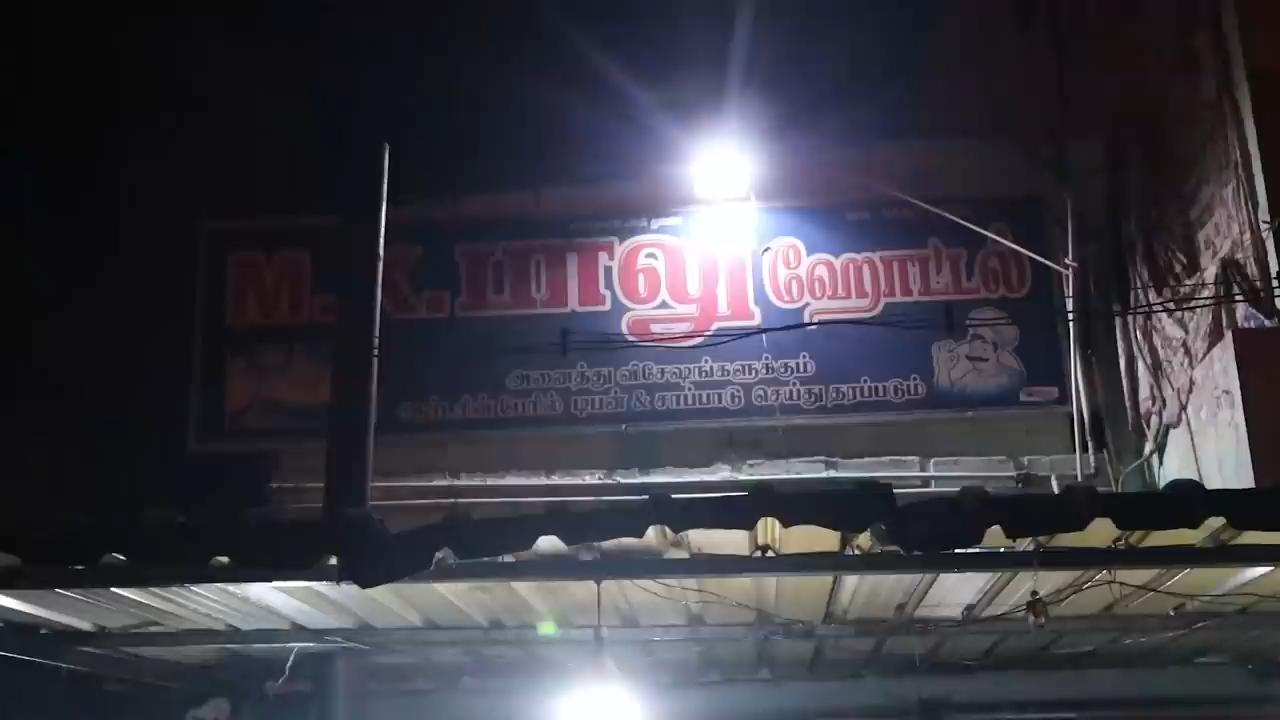 M.K.பாலு ஹோட்டல்
அனைத்து விசேஷங்களுக்கும்
டிபன் & சாப்பாடு செய்து தரப்படும்